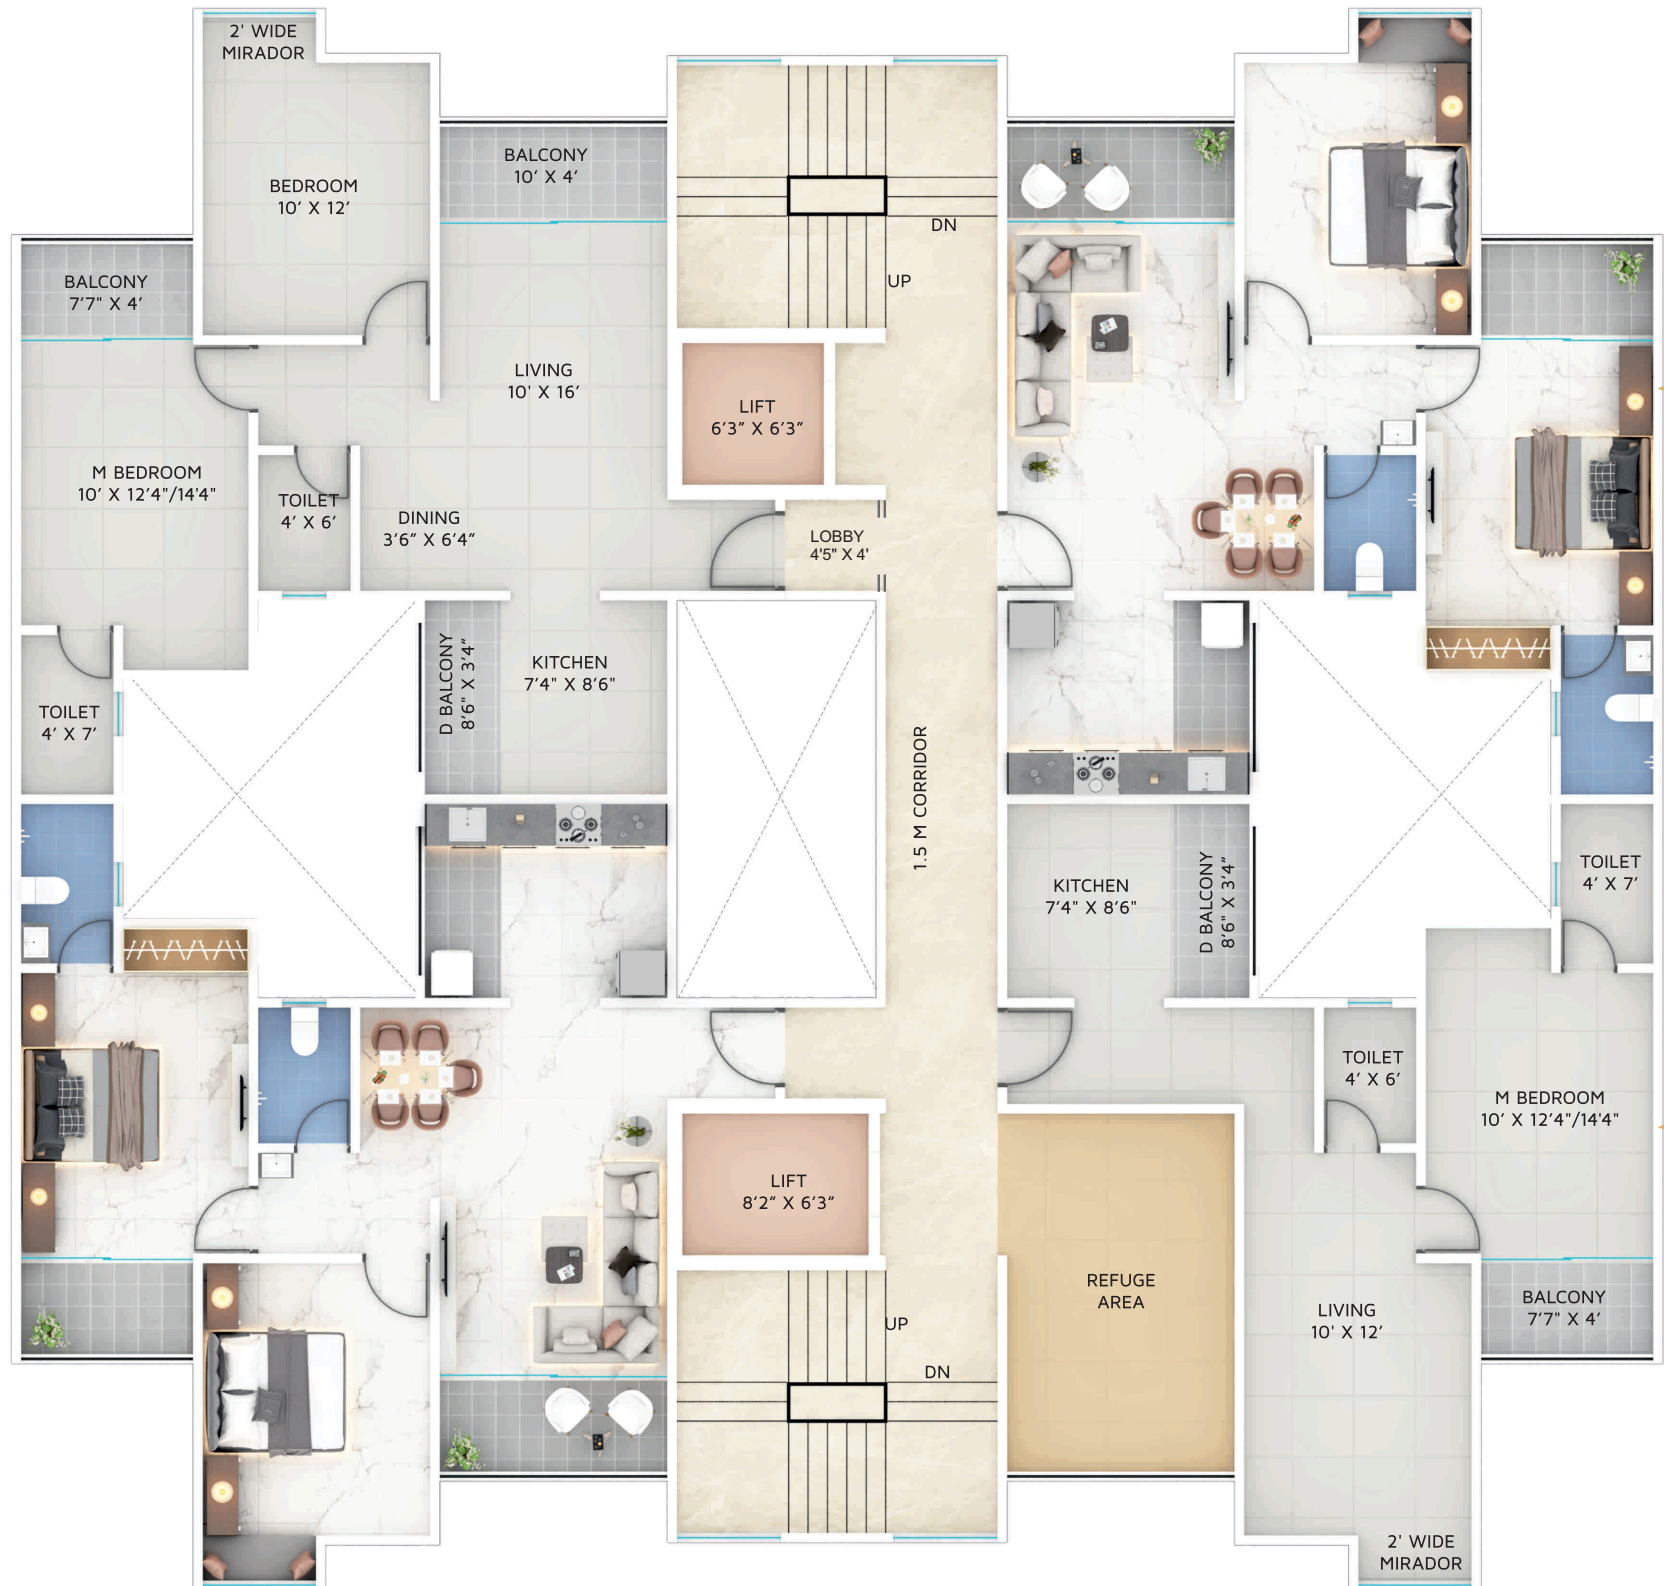 2' WIDE
MIRADOR
BEDROOM
10’ X 12’
BALCONY
10’ X 4’
DN
UP
BALCONY
7’7" X 4’
LIVING
10' X 16’
LIFT
6’3” X 6’3”
M BEDROOM
10’ X 12’4"/14'4"
TOILET
4’ X 6’
DINING
3’6” X 6’4”
LOBBY
4'5" X 4'
D BALCONY
8’6" X 3’4”
KITCHEN
7’4" X 8’6"
TOILET
4’ X 7’
1.5 M CORRIDOR
KITCHEN
7’4" X 8’6"
D BALCONY
8’6" X 3’4”
TOILET
4’ X 7’
TOILET
4’ X 6’
M BEDROOM
10’ X 12’4"/14'4"
LIFT
8’2” X 6’3”
REFUGE
AREA
LIVING
10' X 12’
BALCONY
7’7" X 4’
UP
DN
2' WIDE
MIRADOR